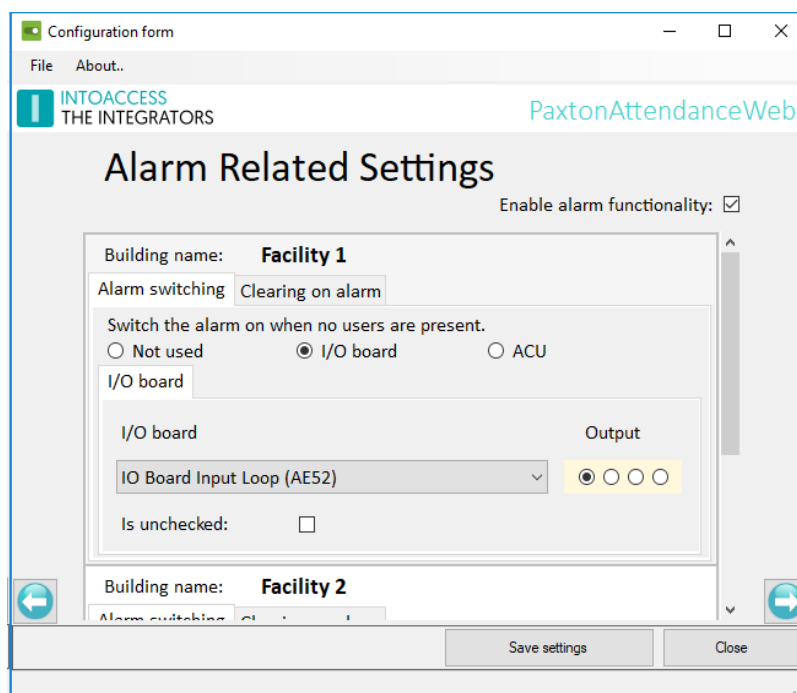 Configuration form
File About..
INTOACCESS
THE INTEGRATORS
PaxtonAttendanceWeb
Alarm Related Settings
Enable alarm functionality:
Building name: Facility 1
Alarm switching Clearing on alarm
Switch the alarm on when no users are present.
Not used I/O board ACU
I/O board
I/O board Output
IO Board Input Loop (AE52)
Is unchecked:
Building name: Facility 2
Alarm switching
Save settings Close